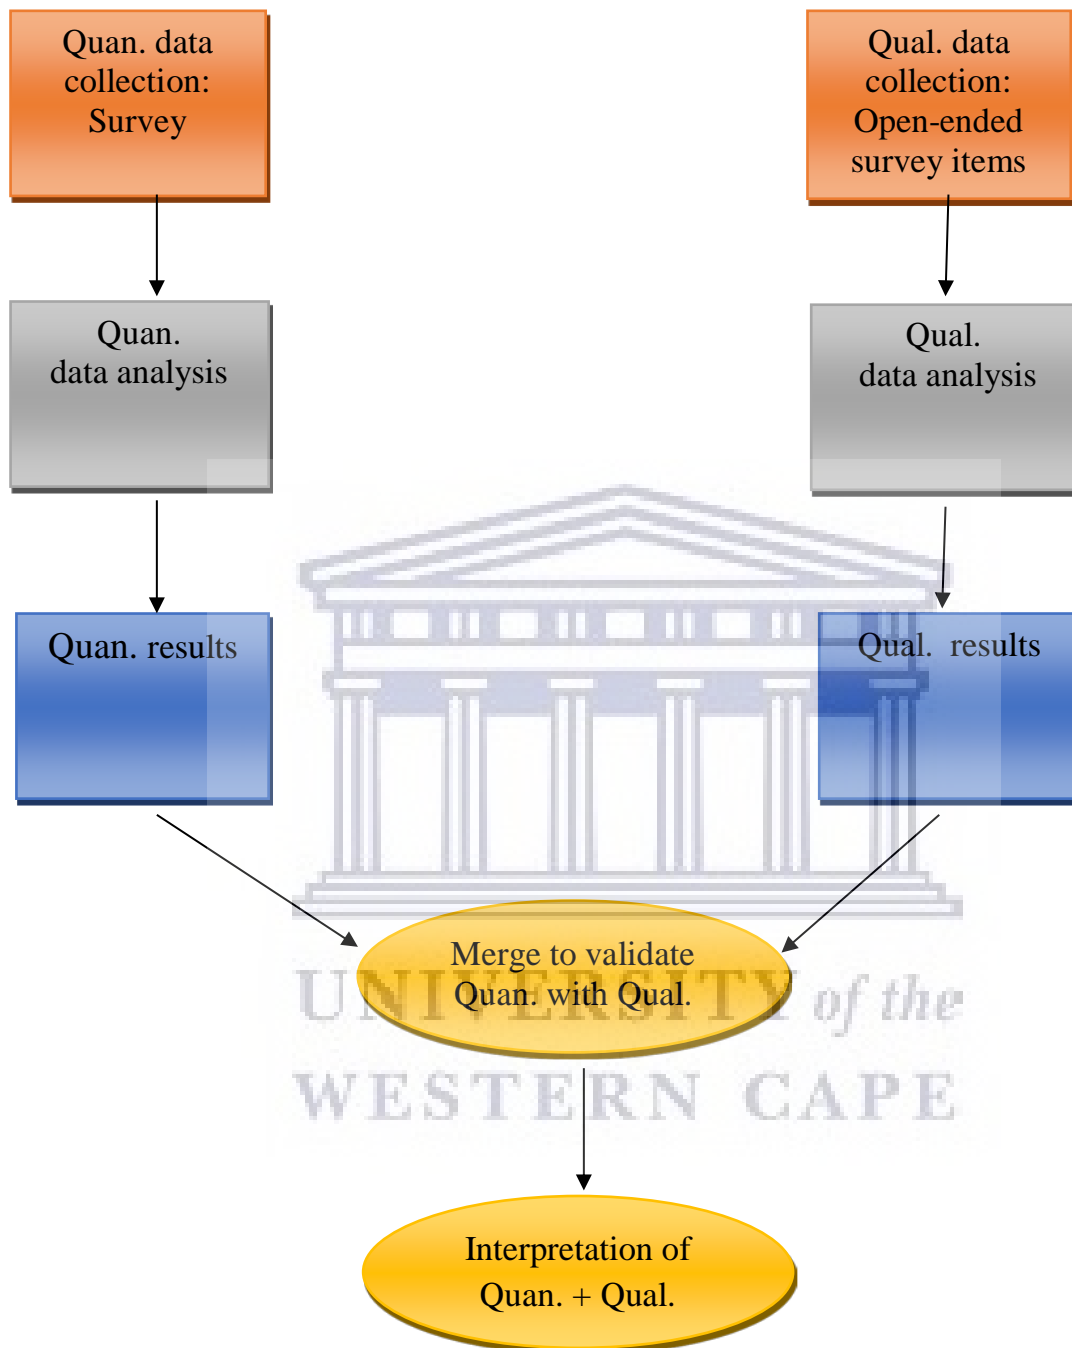 Quan. data
collection:
Survey
Qual. data
collection:
Open-ended
survey items
Quan.
data analysis
Qual.
data analysis
Quan. results
Qual. results
Merge to validate
Quan. with Qual.
UNIVERSITY of the
WESTERN CAPE
Interpretation of
Quan. + Qual.